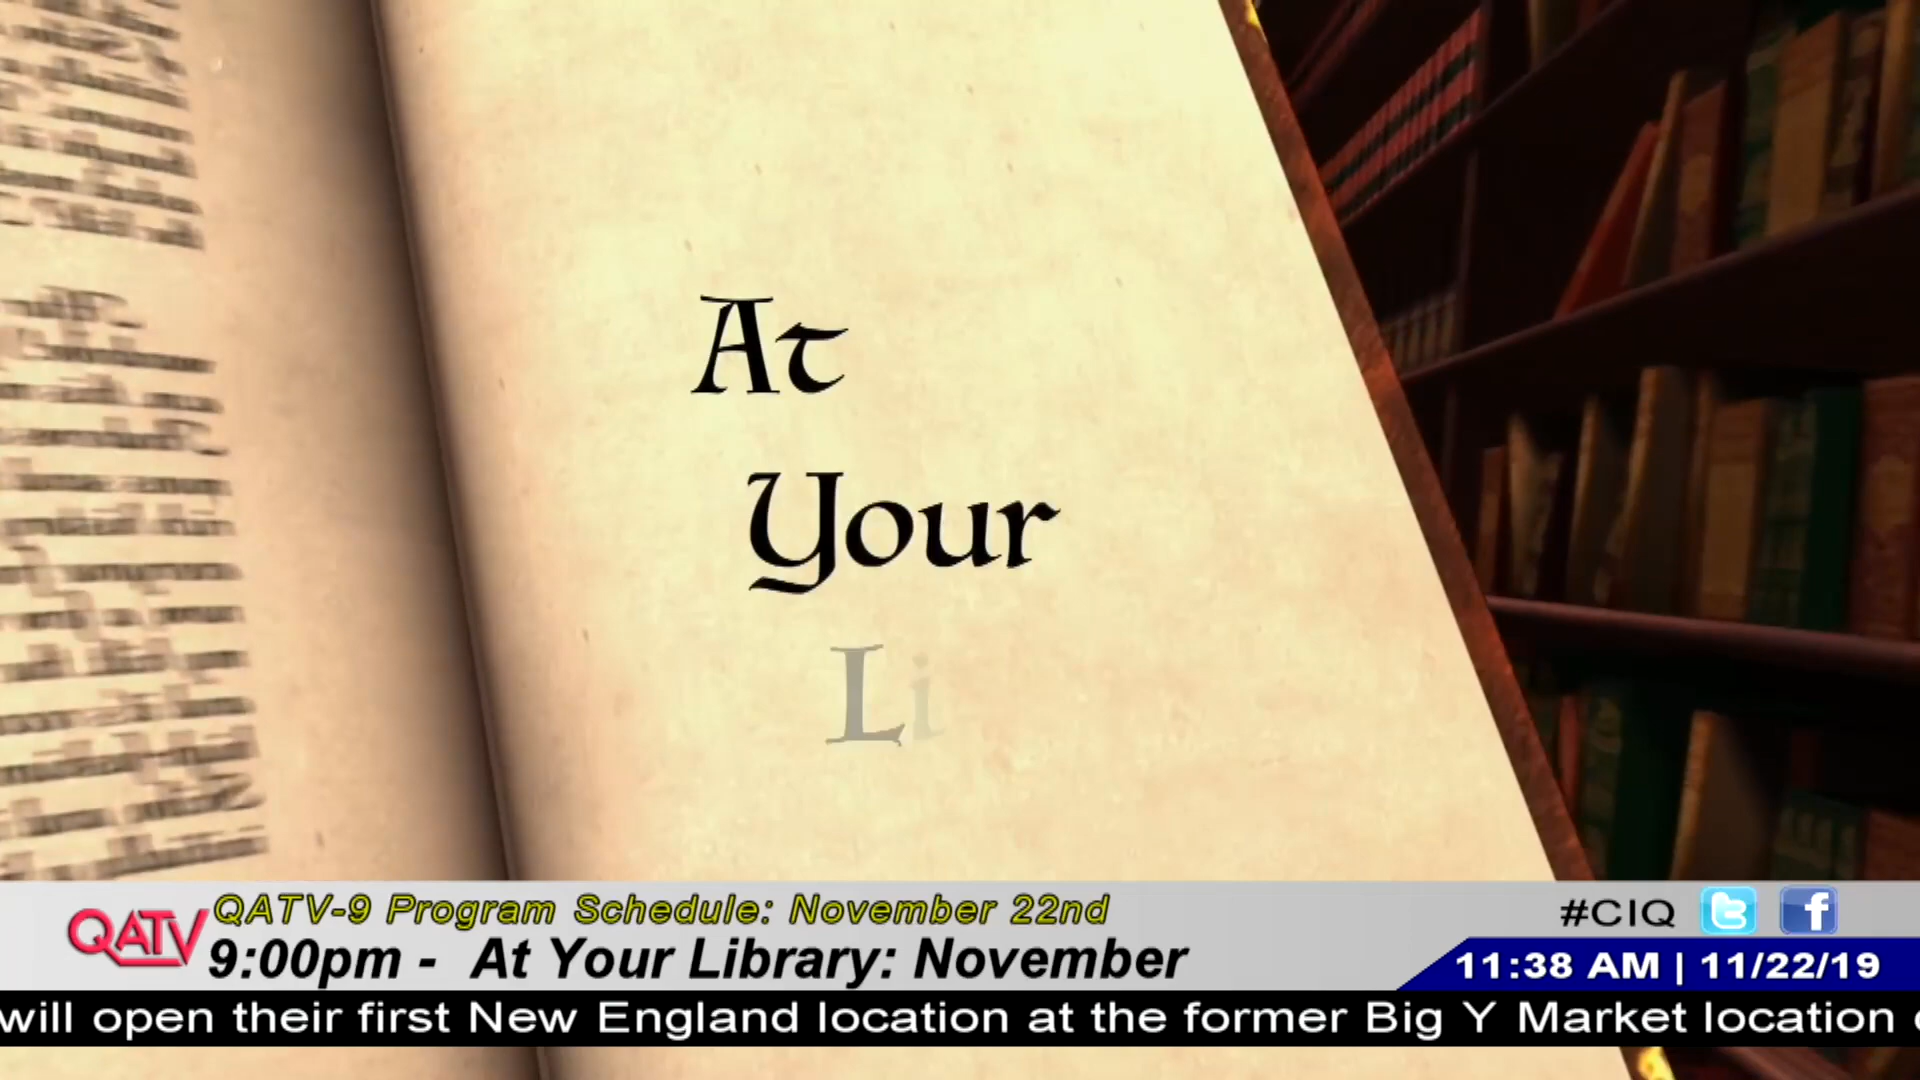 At
Your
Li
QATV
QATV-9 Program Schedule: November 22nd
9:00pm - At Your Library: November
#CIQ
11:38 AM | 11/22/19
will open their first New England location at the former Big Y Market location